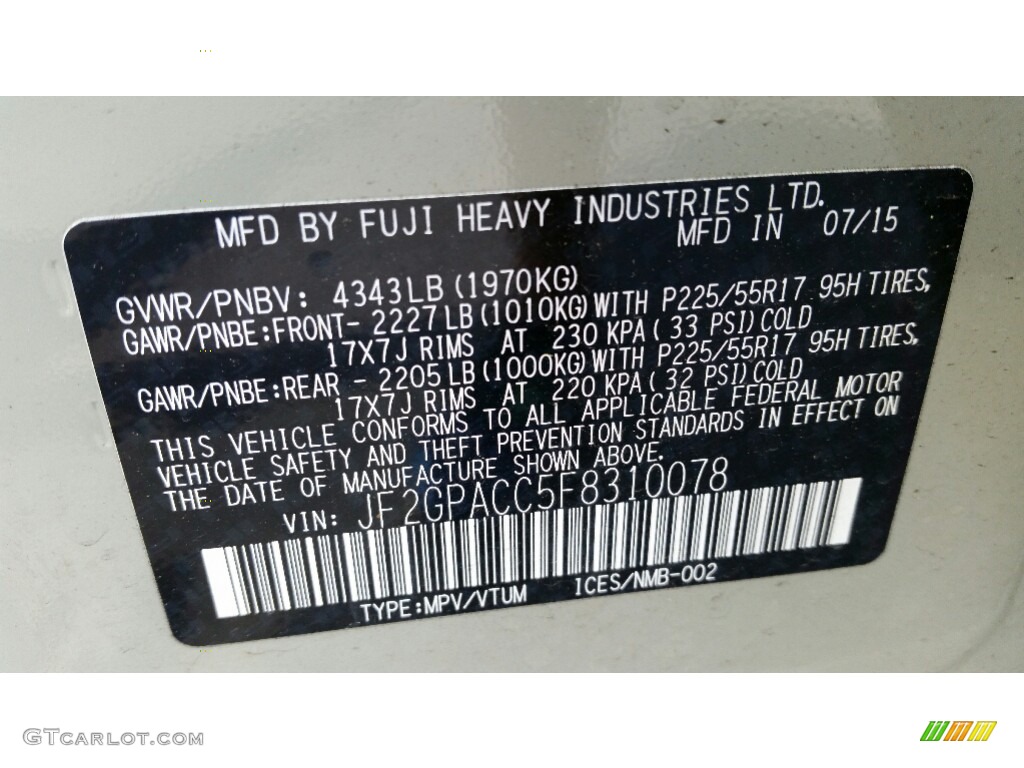 MFD BY FUJI HEAVY INDUSTRIES LTD.
MFD IN 07/15
GVWR/PNBV: 4343LB (1970KG)
GAWR/PNBE:FRONT- 2227LB(1010KG)WITH P225/55R17 95H TIRES,
17X7J RIMS AT 230 KPA( 33 PSI)COLD
GAWR/PNBE:REAR - 2205LB(1000KG)WITH P225/55R17 95H TIRES,
17X7J RIMS AT 220 KPA( 32 PSI)COLD
THIS VEHICLE CONFORMS TO ALL APPLICABLE FEDERAL MOTOR
VEHICLE SAFETY AND THEFT PREVENTION STANDARDS IN EFFECT ON
THE DATE OF MANUFACTURE SHOWN ABOVE.
VIN: JF2GPACC5F8310078
TYPE:MPV/VTUM ICES/NMB-002
GTCARLOT.COM